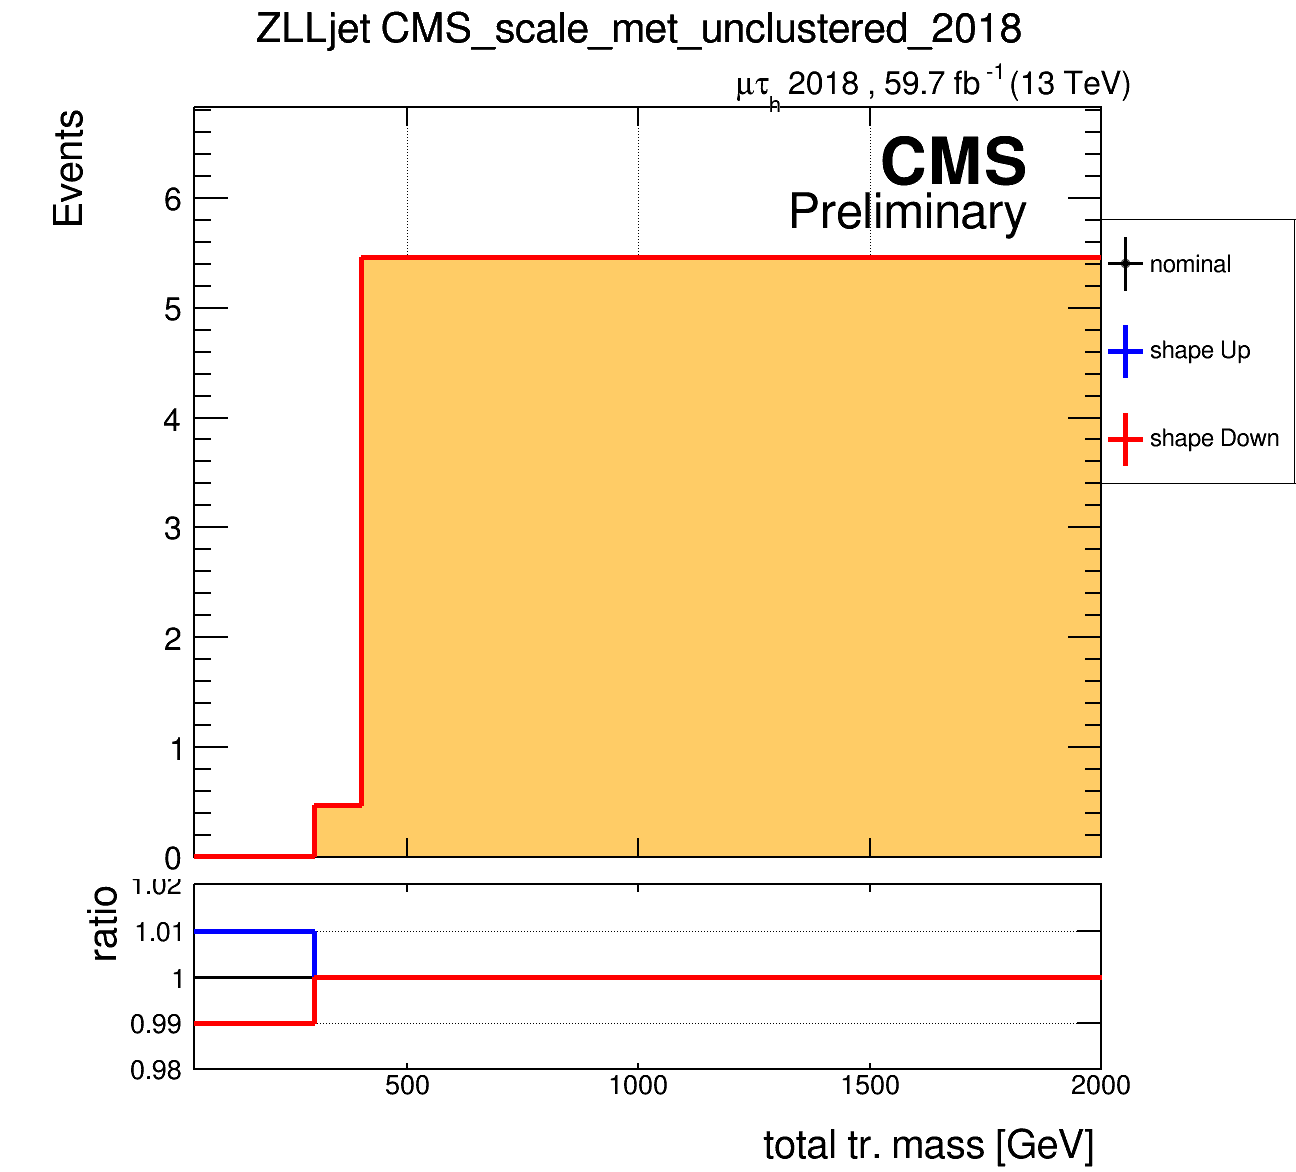 ZLLjet CMS_scale_met_unclustered_2018
μτh 2018 , 59.7 fb-1 (13 TeV)
Events
CMS
Preliminary
6
5
4
3
2
1
0
nominal
shape Up
shape Down
ratio
1.02
1.01
1
0.99
0.98
500 1000 1500 2000
total tr. mass [GeV]